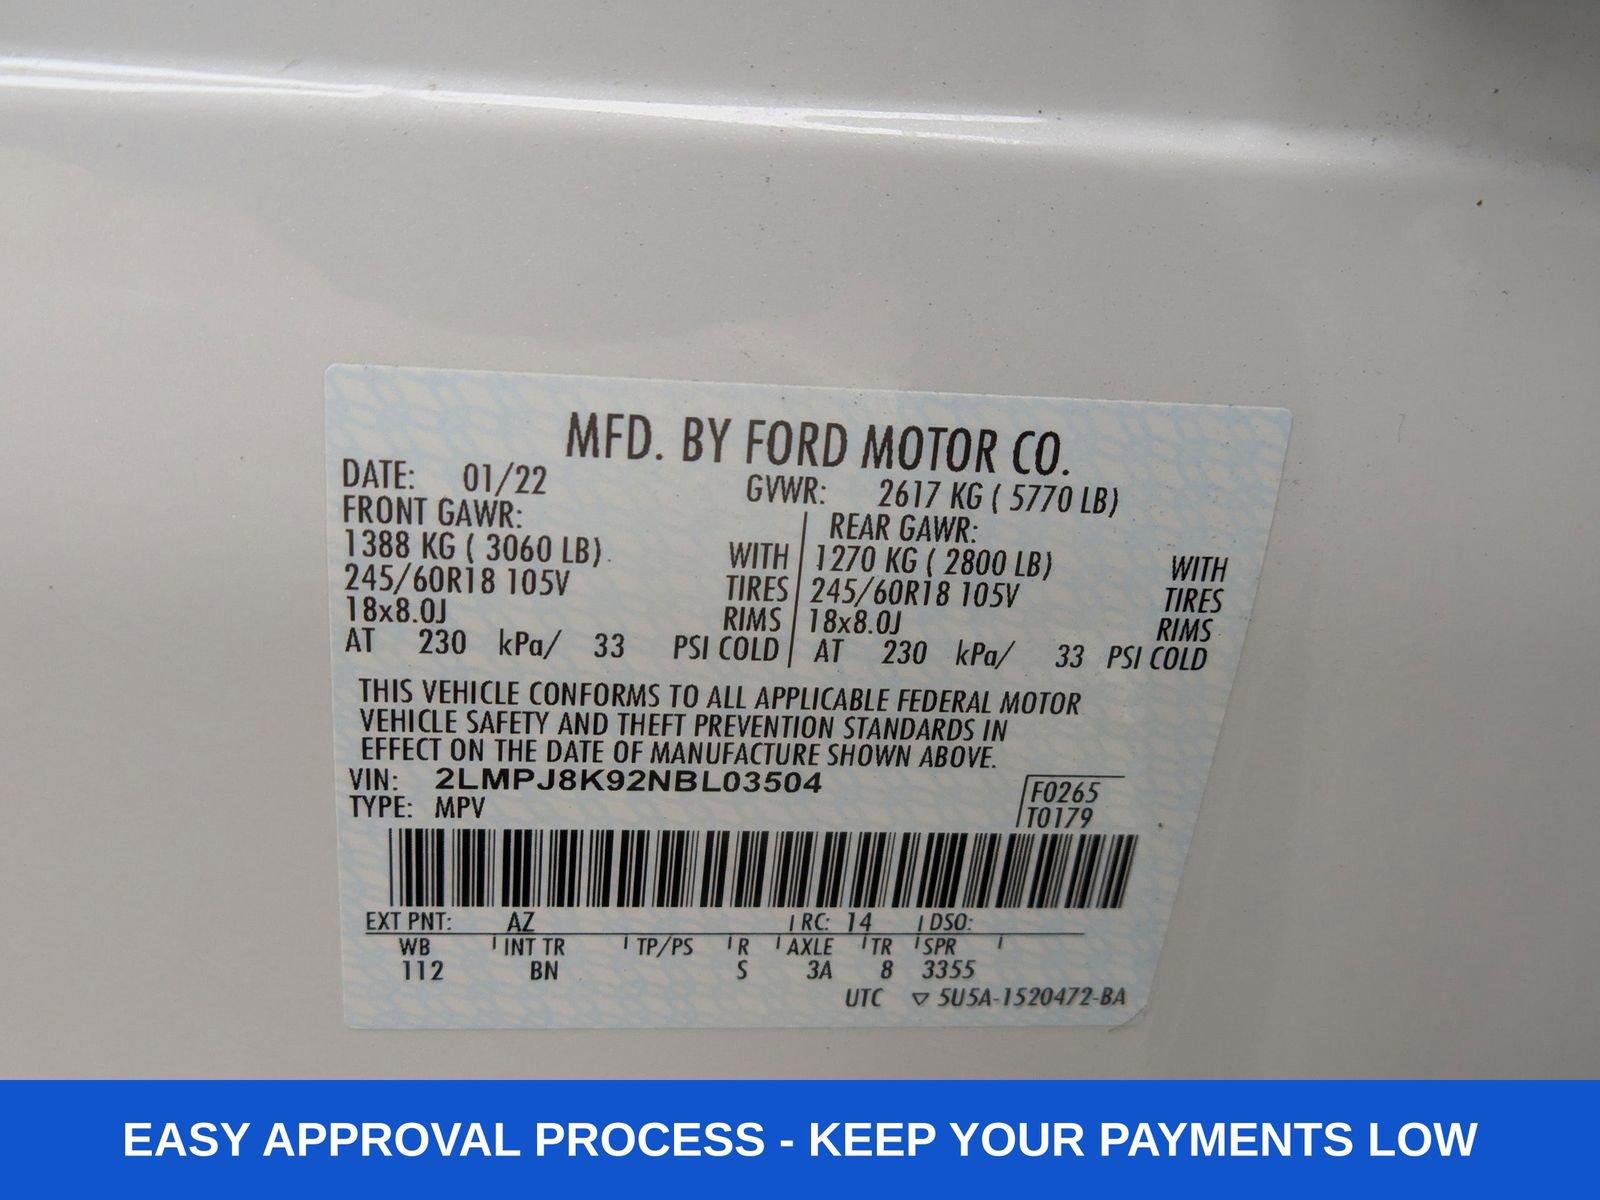 MFD. BY FORD MOTOR CO.
DATE: 01/22 GVWR: 2617 KG ( 5770 LB)
FRONT GAWR: REAR GAWR:
1388 KG ( 3060 LB) WITH 1270 KG ( 2800 LB) WITH
245/60R18 105V TIRES 245/60R18 105V TIRES
18x8.0J RIMS 18x8.0J RIMS
AT 230 kPa/ 33 PSI COLD AT 230 kPa/ 33 PSI COLD
THIS VEHICLE CONFORMS TO ALL APPLICABLE FEDERAL MOTOR
VEHICLE SAFETY AND THEFT PREVENTION STANDARDS IN
EFFECT ON THE DATE OF MANUFACTURE SHOWN ABOVE.
VIN: 2LMPJ8K92NBL03504
TYPE: MPV
F0265
T0179
EXT PNT: AZ RC: 14 DSO:
WB INT TR TP/PS R AXLE TR SPR
112 BN S 3A 8 3355
UTC ▽ 5U5A-1520472-BA
EASY APPROVAL PROCESS - KEEP YOUR PAYMENTS LOW